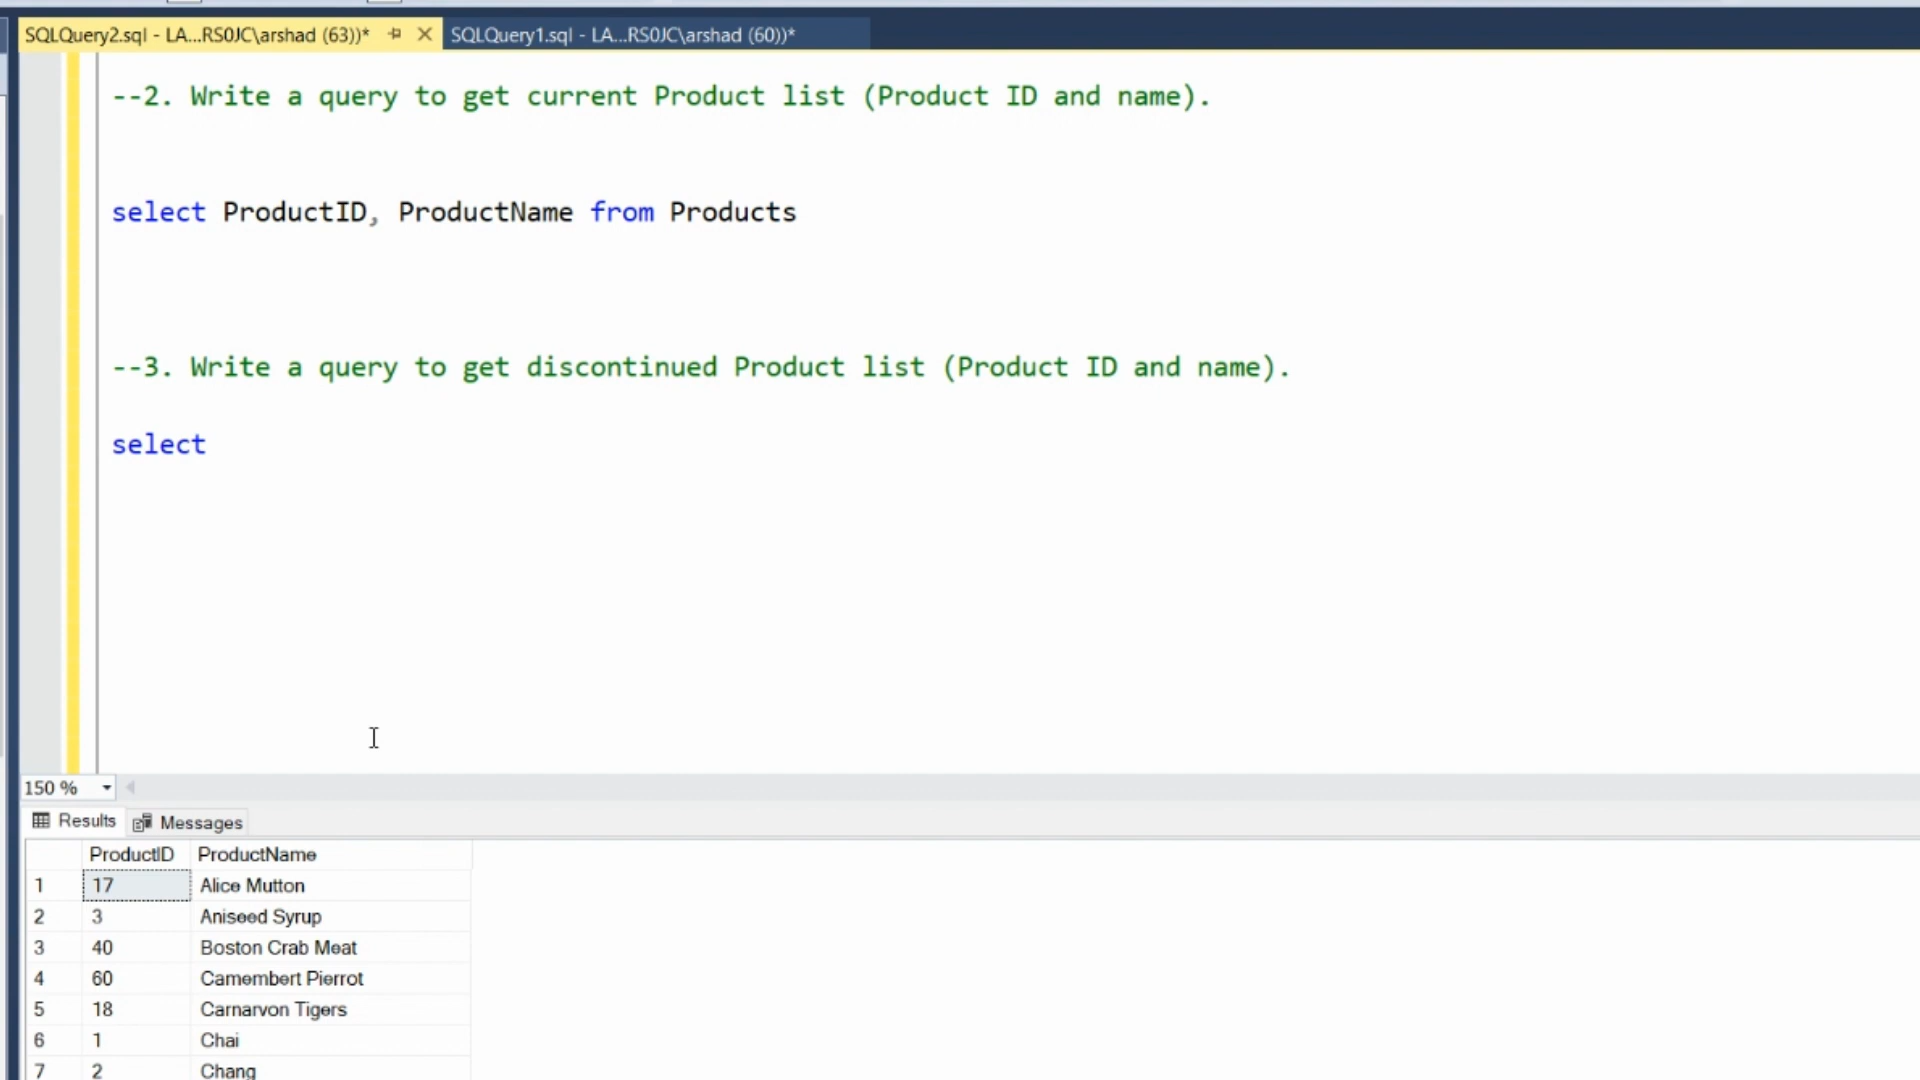 SQLQuery2.sql - LA...RS0JC\arshad (63))* SQLQuery1.sql - LA...RS0JC\arshad (60))*
--2. Write a query to get current Product list (Product ID and name).
select ProductID, ProductName from Products
--3. Write a query to get discontinued Product list (Product ID and name).
select
150 %
Results Messages
ProductID ProductName
1 17 Alice Mutton
2 3 Aniseed Syrup
3 40 Boston Crab Meat
4 60 Camembert Pierrot
5 18 Carnarvon Tigers
6 1 Chai
7 2 Chang